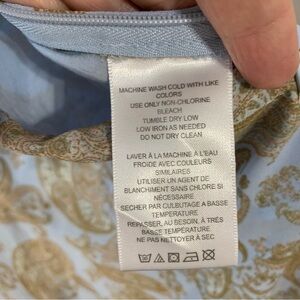 MACHINE WASH COLD WITH LIKE
COLORS
USE ONLY NON-CHLORINE
BLEACH
TUMBLE DRY LOW
LOW IRON AS NEEDED
DO NOT DRY CLEAN
LAVER À LA MACHINE A L'EAU
FROIDE AVEC COULEURS
SIMILAIRES
UTILISER UN AGENT DE
BLANCHIMENT SANS CHLORE SI
NÉCESSAIRE
SECHER PAR CULBUTAGE A BASSE
TEMPERATURE
REPASSER, AU BESOIN, À TRÈS
BASSE TEMPÉRATURE
NE PAS NETTOYER À SEC